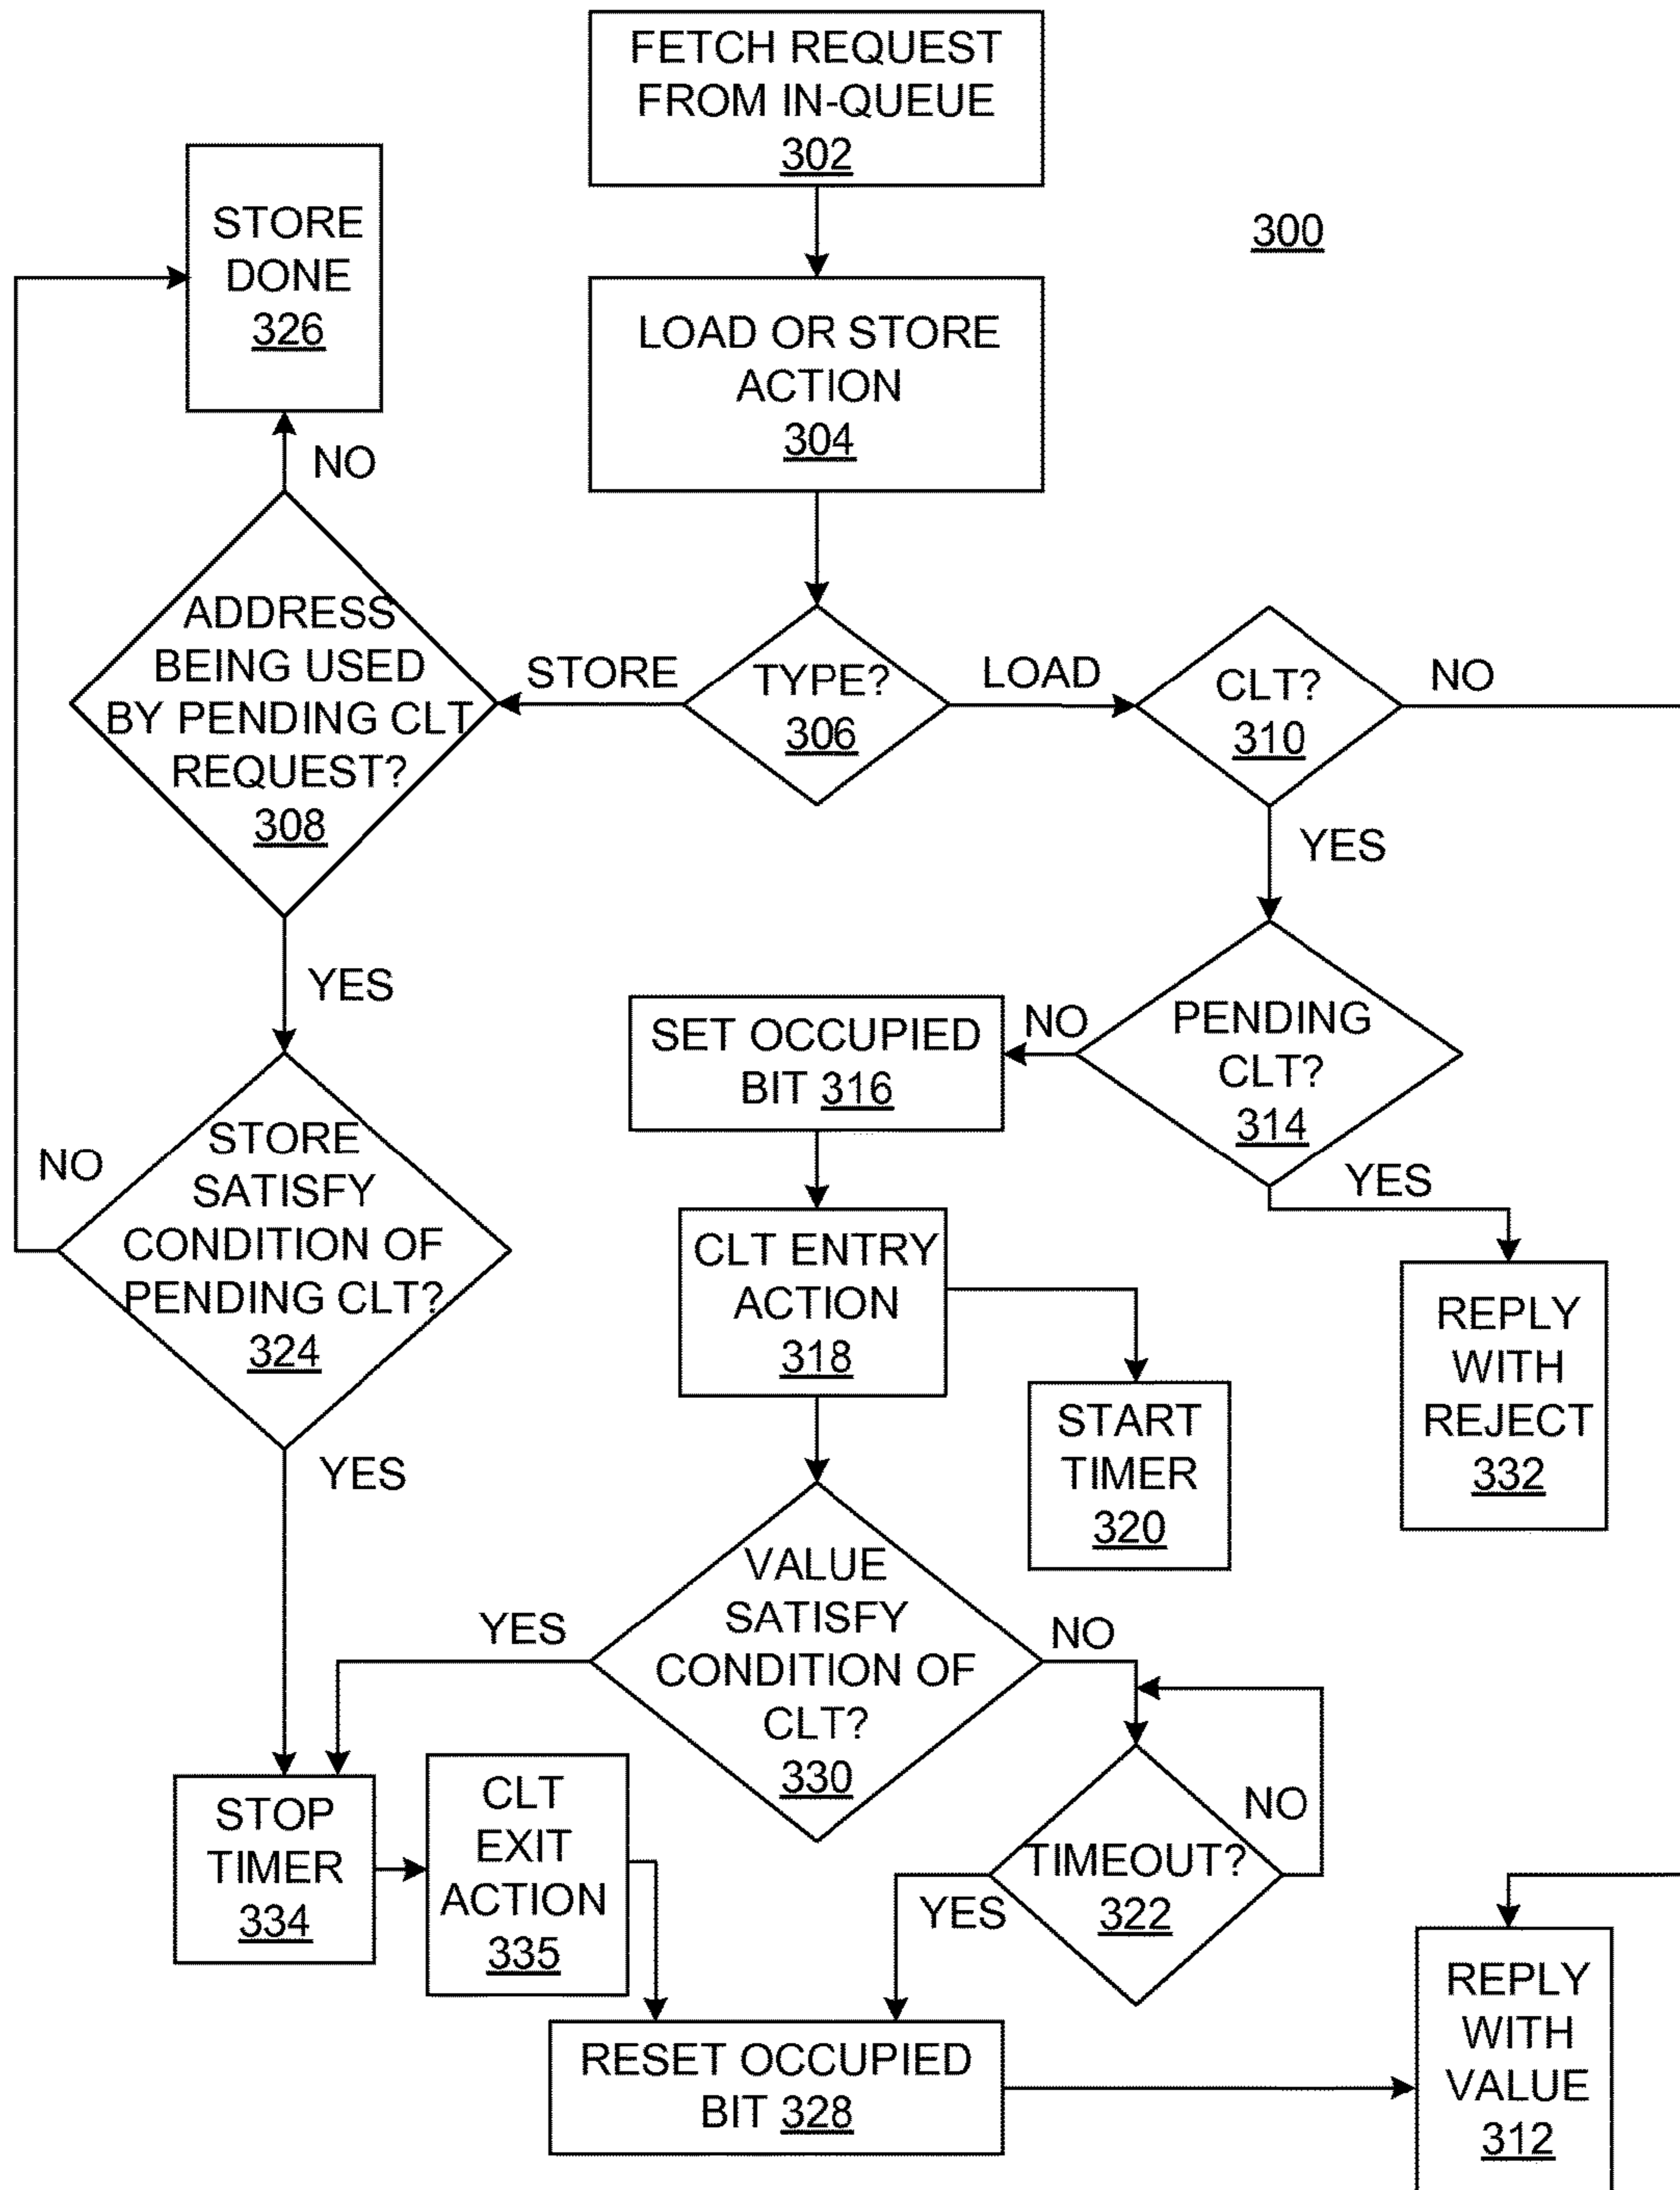 FETCH REQUEST
FROM IN-QUEUE
302
300
STORE
DONE
326
LOAD OR STORE
ACTION
304
NO
ADDRESS
BEING USED
BY PENDING CLT
REQUEST?
308
STORE
TYPE?
306
LOAD
CLT?
310
NO
YES
YES
SET OCCUPIED
BIT 316
NO
PENDING
CLT?
314
YES
NO
STORE
SATISFY
CONDITION OF
PENDING CLT?
324
CLT ENTRY
ACTION
318
REPLY
WITH
REJECT
332
START
TIMER
320
YES
VALUE
SATISFY
CONDITION OF
CLT?
330
YES
NO
STOP
TIMER
334
CLT
EXIT
ACTION
335
TIMEOUT?
322
NO
YES
RESET OCCUPIED
BIT 328
REPLY
WITH
VALUE
312